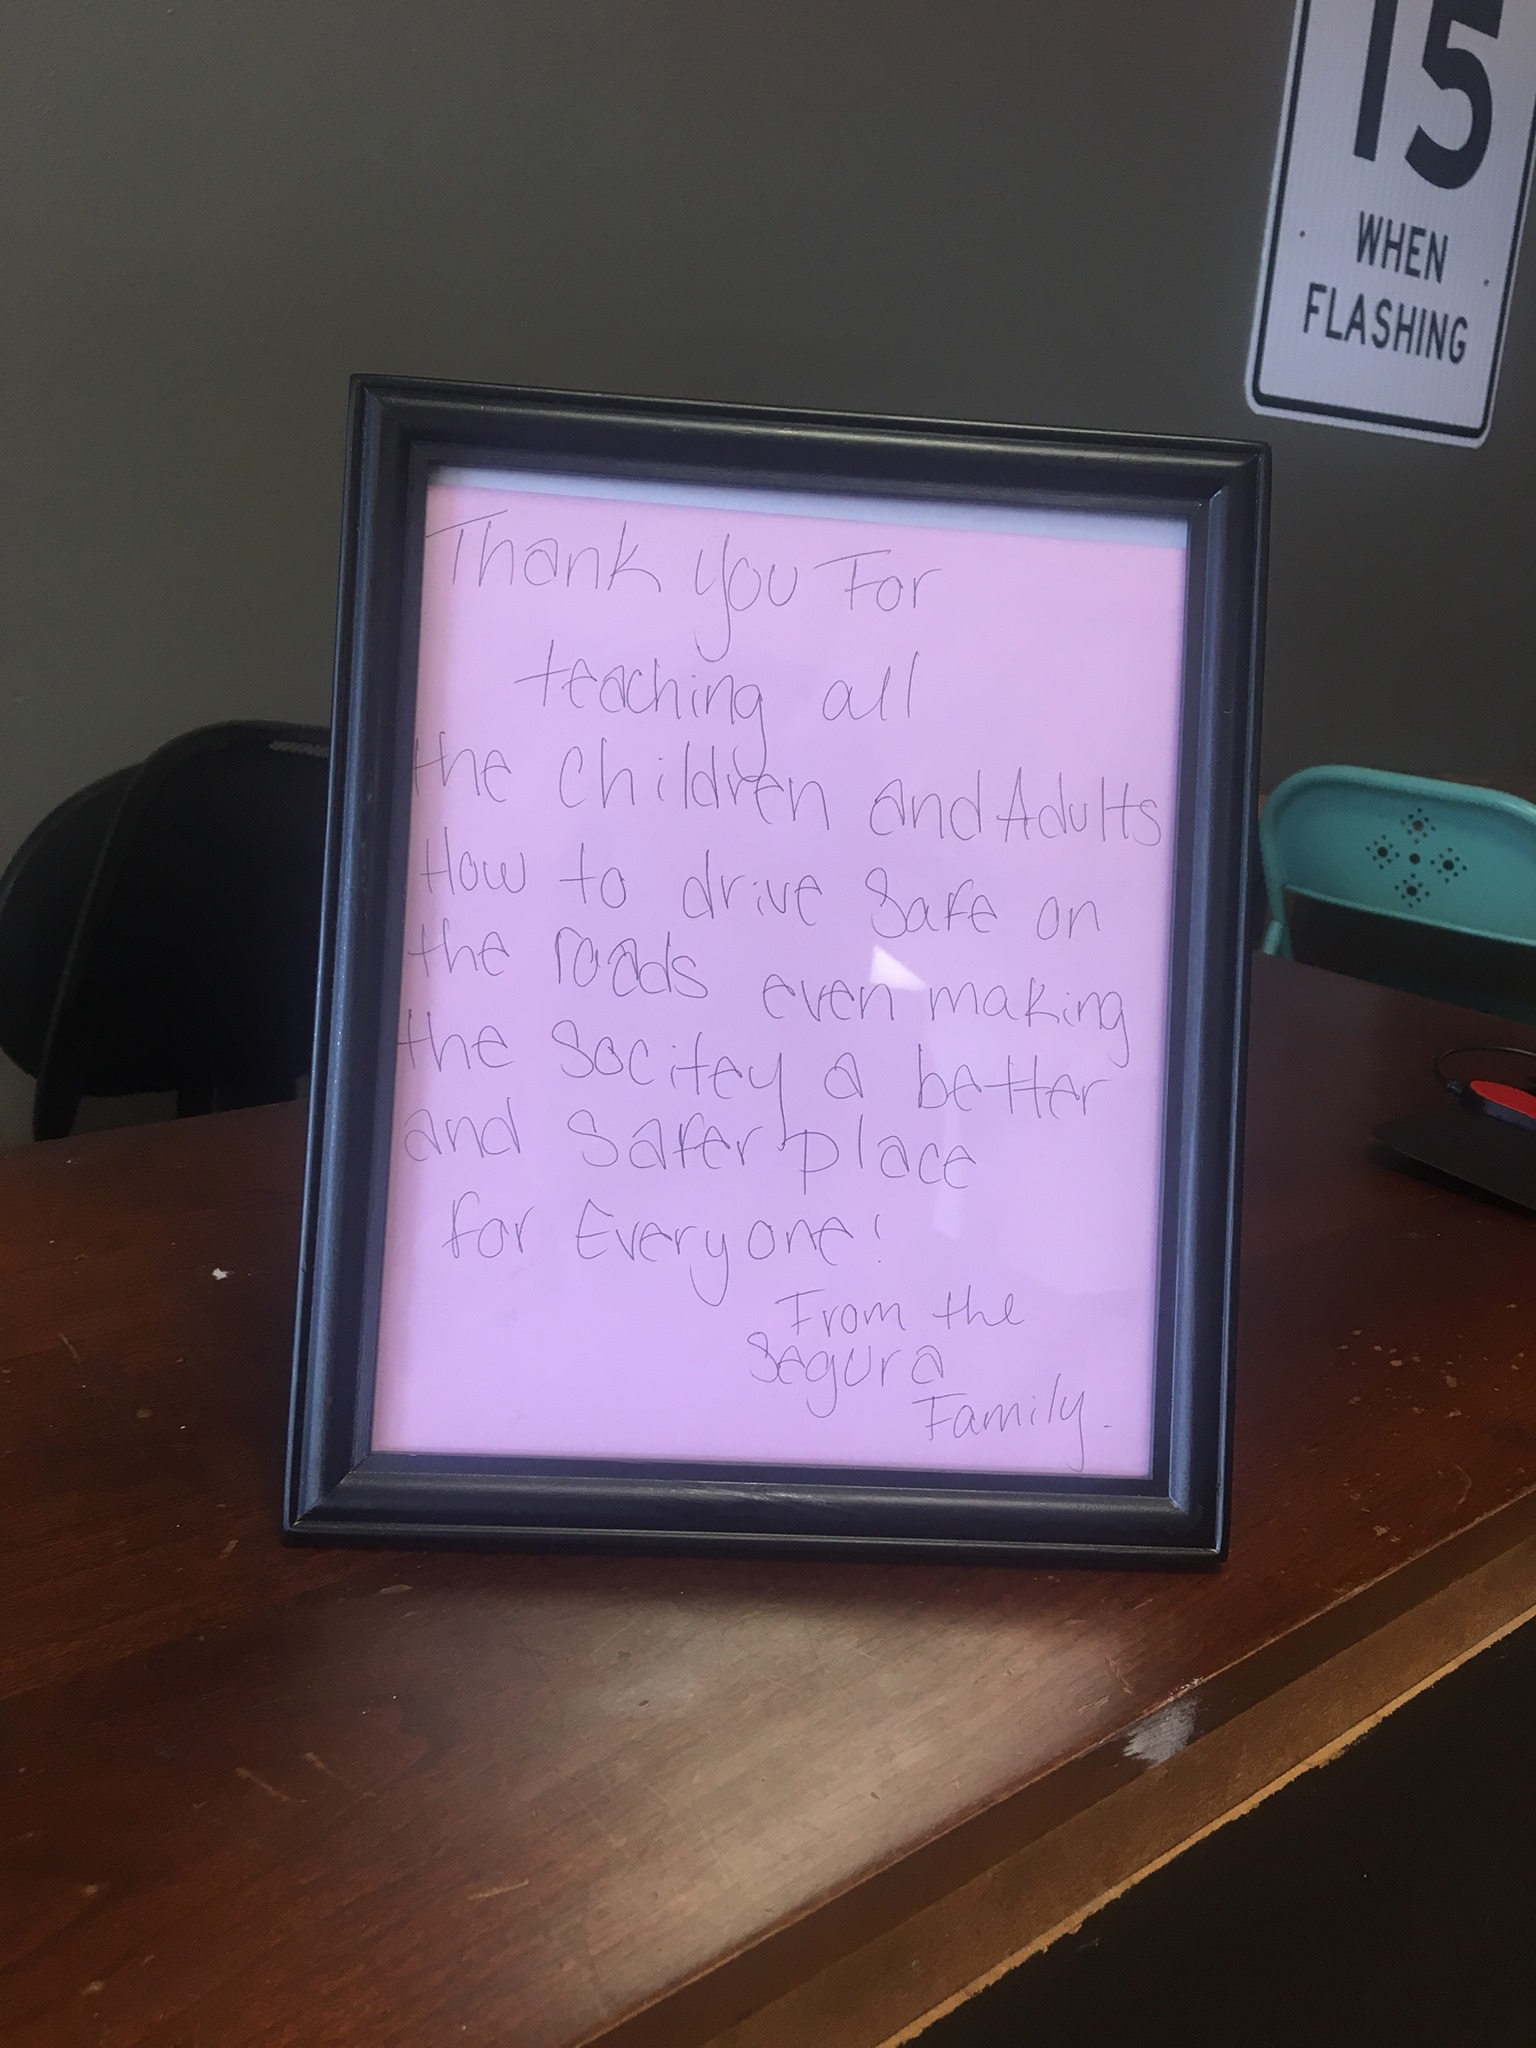 15
WHEN
FLASHING
Thank you For
teaching all
the children and Adults
How to drive Safe on
the roads even making
the Socitey a better
and Safer place
for Everyone!
From the
Segura
Family.